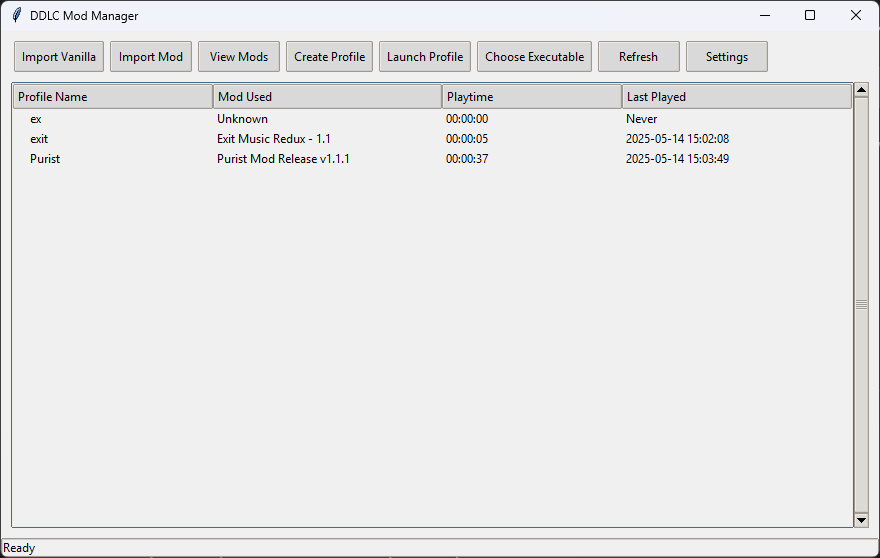 DDLC Mod Manager
Import Vanilla Import Mod View Mods Create Profile Launch Profile Choose Executable Refresh Settings
Profile Name Mod Used Playtime Last Played
ex Unknown 00:00:00 Never
exit Exit Music Redux - 1.1 00:00:05 2025-05-14 15:02:08
Purist Purist Mod Release v1.1.1 00:00:37 2025-05-14 15:03:49
Ready